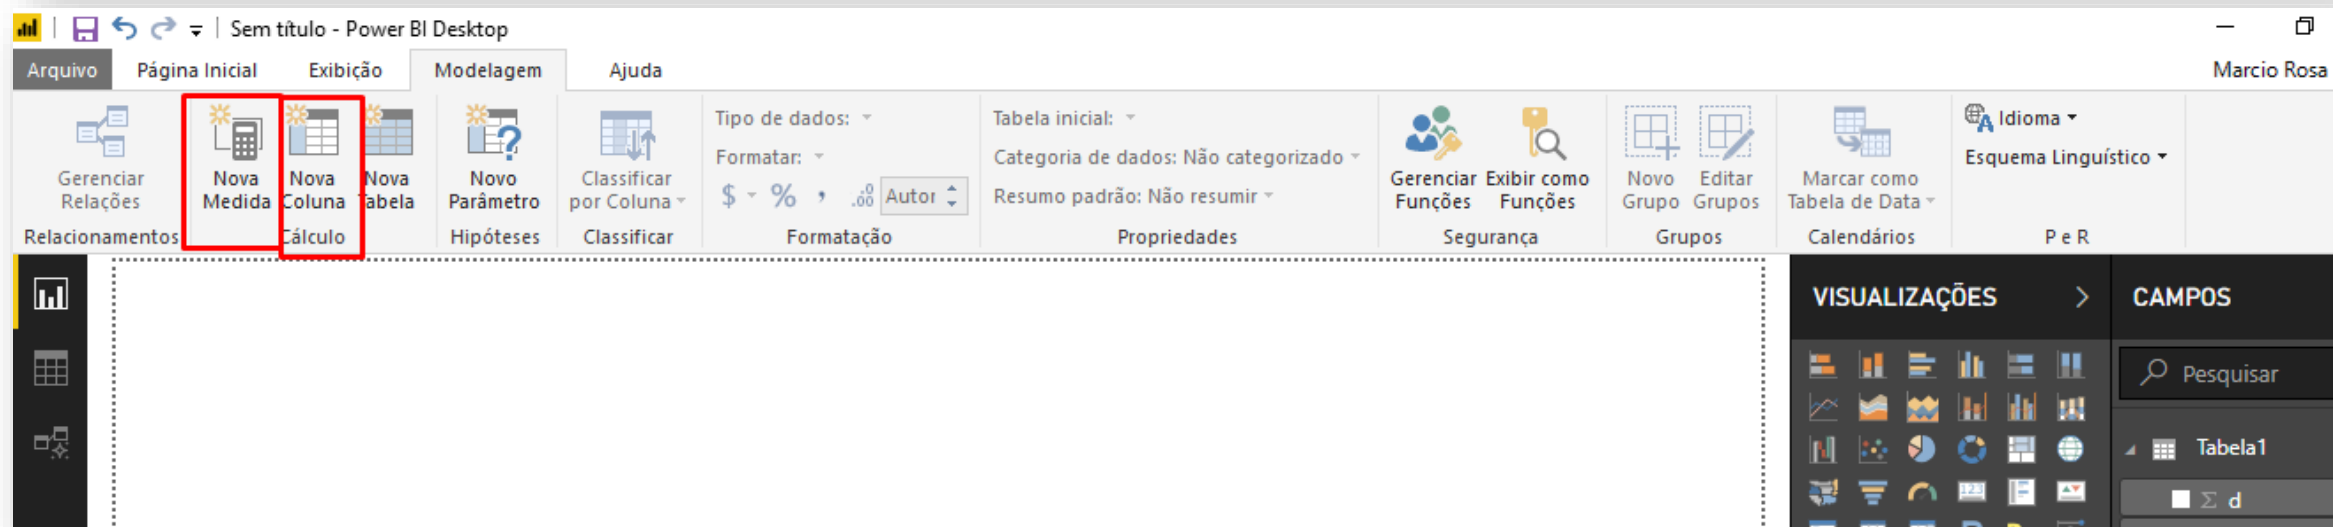 Sem título - Power BI Desktop
Arquivo Página Inicial Exibição Modelagem Ajuda Marcio Rosa
Gerenciar Relações
Relacionamentos
Nova Medida
Nova Coluna
Nova Tabela
Cálculo
Novo Parâmetro
Hipóteses
Classificar por Coluna
Classificar
Tipo de dados:
Formatar:
$ % , .00 Autor
Formatação
Tabela inicial:
Categoria de dados: Não categorizado
Resumo padrão: Não resumir
Propriedades
Gerenciar Funções
Exibir como Funções
Segurança
Novo Grupo
Editar Grupos
Grupos
Marcar como Tabela de Data
Calendários
Idioma
Esquema Linguístico
P e R
VISUALIZAÇÕES
CAMPOS
Pesquisar
Tabela1
Σ d